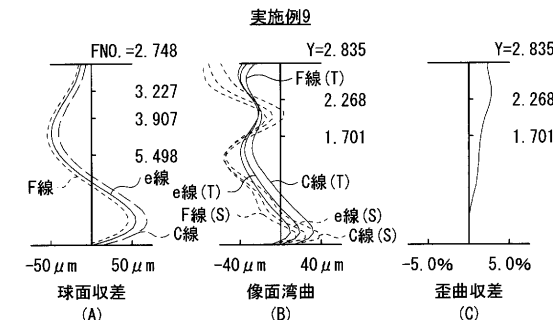 実施例9
FNO.=2.748
3.227
3.907
5.498
F線
e線
C線
-50μm 50μm
球面収差
(A)
Y=2.835
F線(T)
2.268
1.701
C線(T)
e線(T)
F線(S)
e線(S)
C線(S)
-40μm 40μm
像面湾曲
(B)
Y=2.835
2.268
1.701
-5.0% 5.0%
歪曲収差
(C)